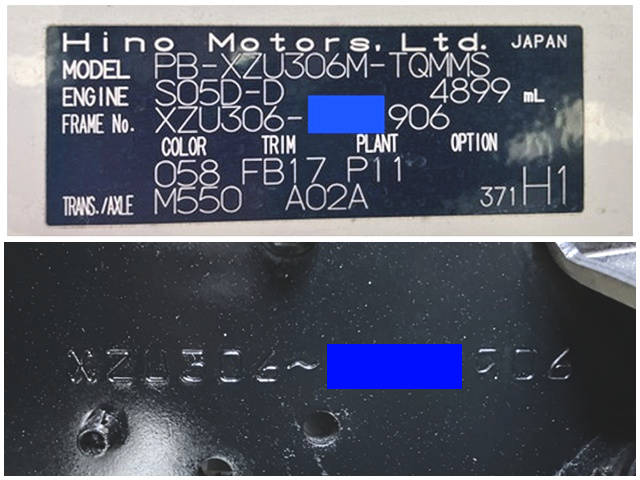 Hino Motors, Ltd. JAPAN
MODEL PB-XZU306M-TQMMS
ENGINE S05D-D 4899 mL
FRAME No. XZU306- 906
COLOR TRIM PLANT OPTION
058 FB17 P11
TRANS./AXLE M550 A02A 371 H1
XZU306~ 906